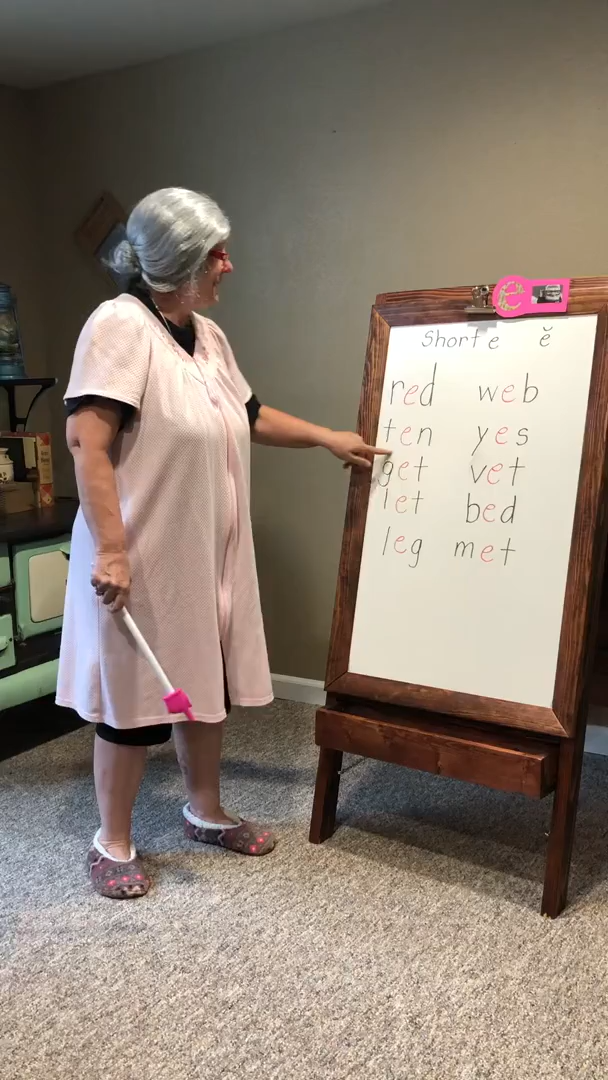 e
Short e ĕ
red web
ten yes
get vet
let bed
leg met